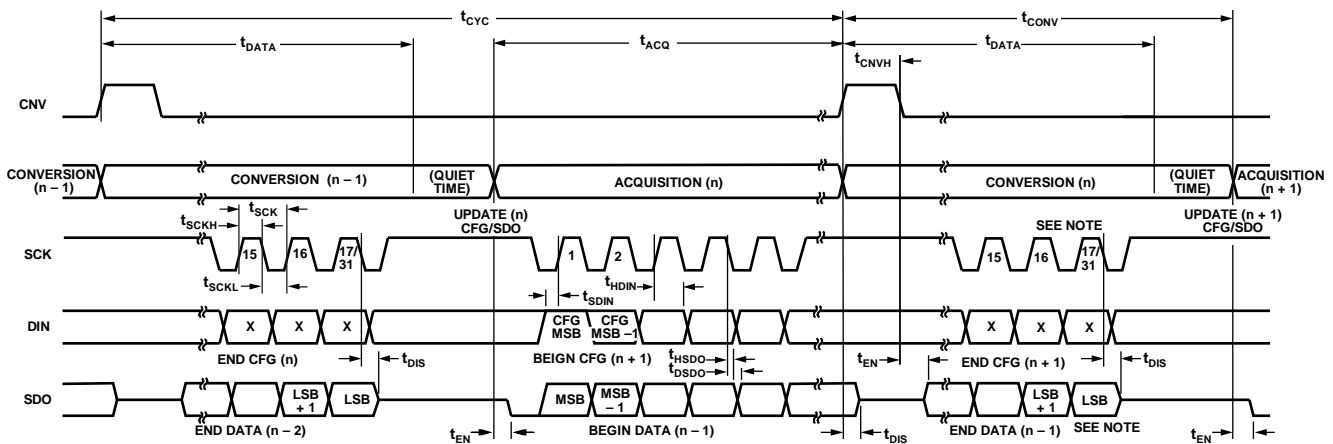 tCYC
tCONV
tDATA
tACQ
tDATA
tCNVH
CNV
CONVERSION
(n – 1)
CONVERSION (n – 1)
(QUIET
TIME)
ACQUISITION (n)
CONVERSION (n)
(QUIET
TIME)
ACQUISITION
(n + 1)
tSCK
tSCKH
UPDATE (n)
CFG/SDO
SEE NOTE
UPDATE (n + 1)
CFG/SDO
SCK
15
16
17/
31
1
2
15
16
17/
31
tSCKL
tSDIN
tHDIN
DIN
X
X
X
CFG
MSB
CFG
MSB –1
X
X
X
END CFG (n)
tDIS
BEIGN CFG (n + 1)
tHSDO
tDSDO
tEN
END CFG (n + 1)
tDIS
SDO
LSB
+ 1
LSB
MSB
MSB
– 1
LSB
+ 1
LSB
END DATA (n – 2)
tEN
BEGIN DATA (n – 1)
tDIS
END DATA (n – 1)
SEE NOTE
tEN